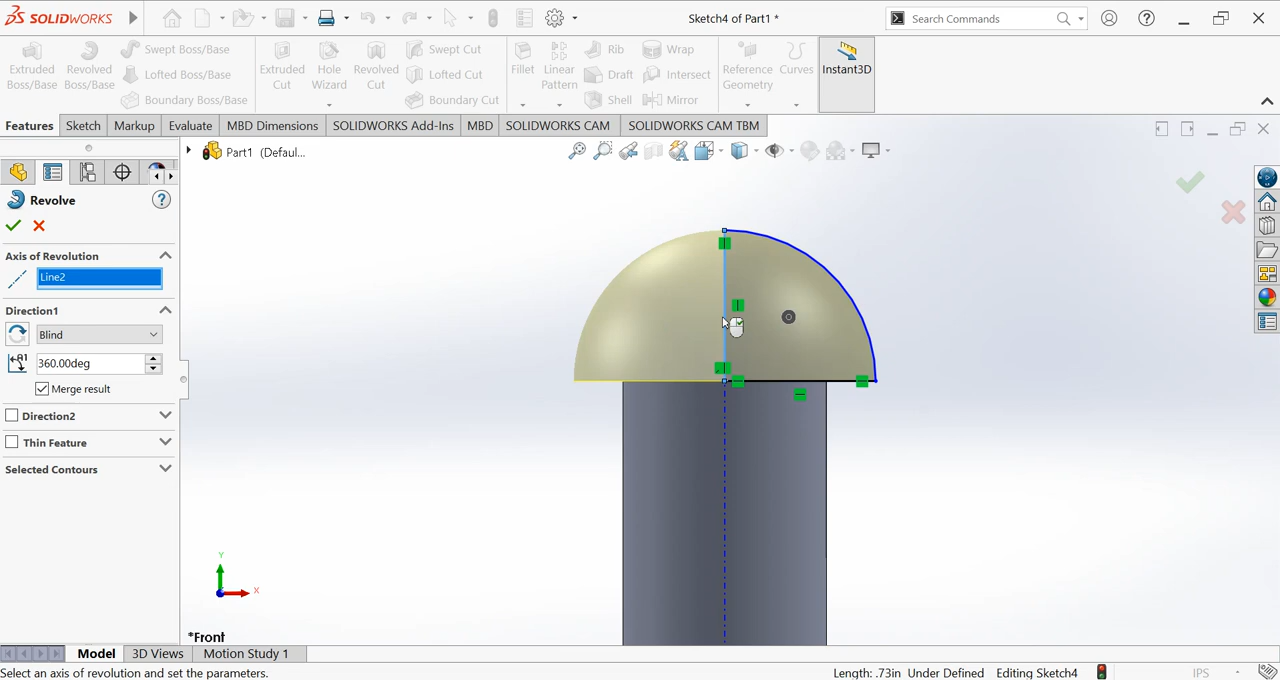 SOLIDWORKS
Sketch4 of Part1 *
Search Commands
Extruded Boss/Base
Revolved Boss/Base
Swept Boss/Base
Lofted Boss/Base
Boundary Boss/Base
Extruded Cut
Hole Wizard
Revolved Cut
Swept Cut
Lofted Cut
Boundary Cut
Fillet
Linear Pattern
Rib
Draft
Shell
Wrap
Intersect
Mirror
Reference Geometry
Curves
Instant3D
Features
Sketch
Markup
Evaluate
MBD Dimensions
SOLIDWORKS Add-Ins
MBD
SOLIDWORKS CAM
SOLIDWORKS CAM TBM
Part1 (Defaul...
Revolve
Axis of Revolution
Line2
Direction1
Blind
360.00deg
Merge result
Direction2
Thin Feature
Selected Contours
Y
X
*Front
Model
3D Views
Motion Study 1
Select an axis of revolution and set the parameters.
Length: .73in Under Defined Editing Sketch4
IPS